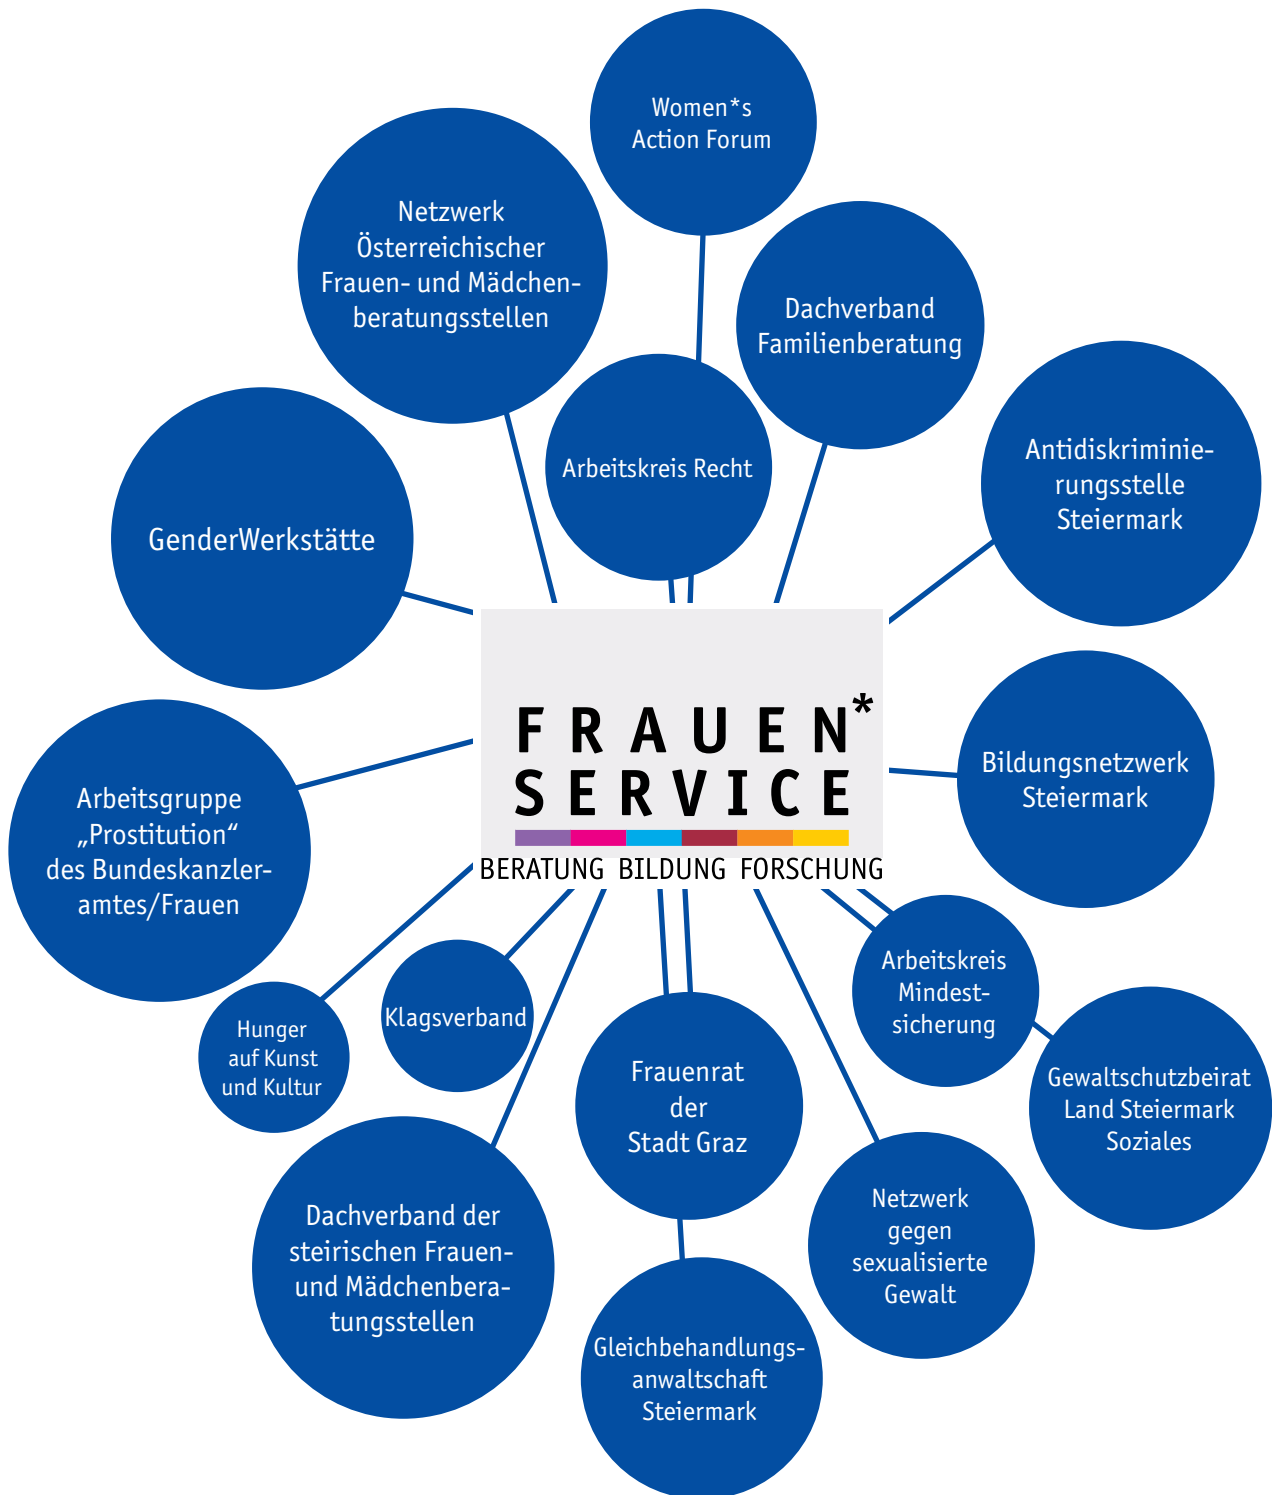 Women*s
Action Forum
Netzwerk
Österreichischer
Frauen- und Mädchen-
beratungsstellen
Dachverband
Familienberatung
Arbeitskreis Recht
Antidiskriminie-
rungsstelle
Steiermark
GenderWerkstätte
FRAUEN*
SERVICE
BERATUNG BILDUNG FORSCHUNG
Bildungsnetzwerk
Steiermark
Arbeitsgruppe
„Prostitution“
des Bundeskanzler-
amtes/Frauen
Hunger
auf Kunst
und Kultur
Klagsverband
Arbeitskreis
Mindest-
sicherung
Frauenrat
der
Stadt Graz
Gewaltschutzbeirat
Land Steiermark
Soziales
Dachverband der
steirischen Frauen-
und Mädchenbera-
tungsstellen
Netzwerk
gegen
sexualisierte
Gewalt
Gleichbehandlungs-
anwaltschaft
Steiermark